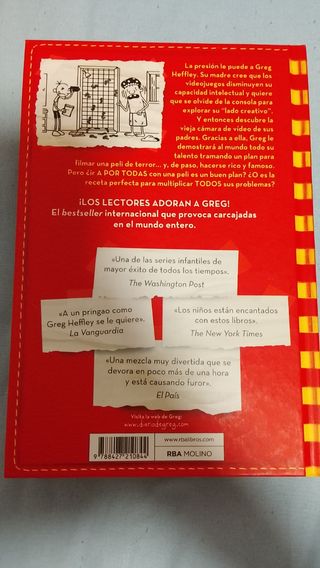 La presión le puede a Greg
Heffley. Su madre cree que los
videojuegos disminuyen su
capacidad intelectual y quiere
que se olvide de la consola para
explorar su "lado creativo".
Y entonces descubre la
vieja cámara de vídeo de sus
padres. Gracias a ella, Greg le
demostrará al mundo todo su
talento tramando un plan para
filmar una peli de terror... y, de paso, hacerse rico y famoso.
Pero ¿ir A POR TODAS con una peli es un buen plan? ¿O es la
receta perfecta para multiplicar TODOS sus problemas?
¡LOS LECTORES ADORAN A GREG!
El bestseller internacional que provoca carcajadas
en el mundo entero.
«Una de las series infantiles de
mayor éxito de todos los tiempos».
The Washington Post
«A un pringao como
Greg Heffley se le quiere».
La Vanguardia
«Los niños están encantados
con estos libros».
The New York Times
«Una mezcla muy divertida que se
devora en poco más de una hora
y está causando furor».
El País
Visita la web de Greg:
www.diariodegreg.com
www.rbalibros.com
RBA MOLINO
9 788427 210844